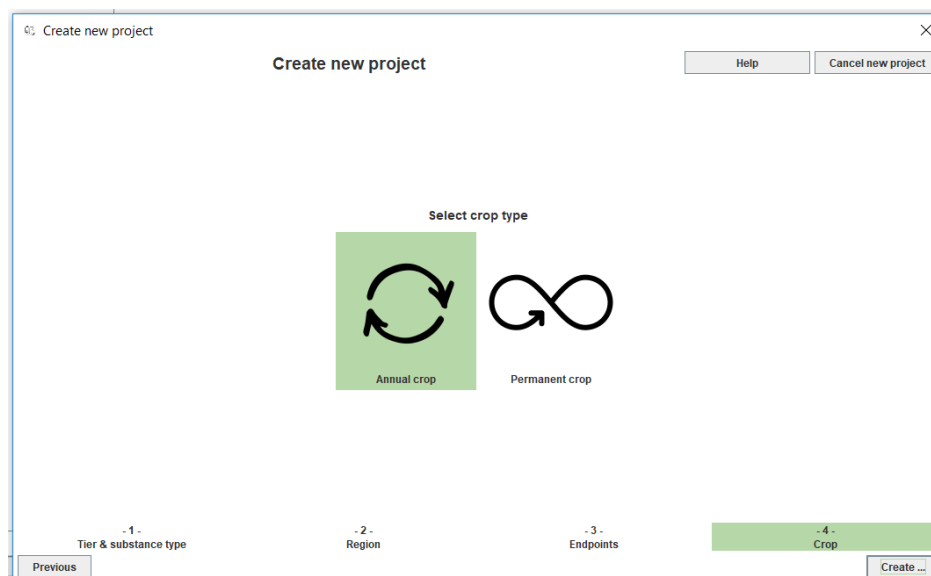 Create new project
Create new project
Help
Cancel new project
Select crop type
Annual crop
Permanent crop
- 1 -
Tier & substance type
- 2 -
Region
- 3 -
Endpoints
- 4 -
Crop
Previous
Create ...